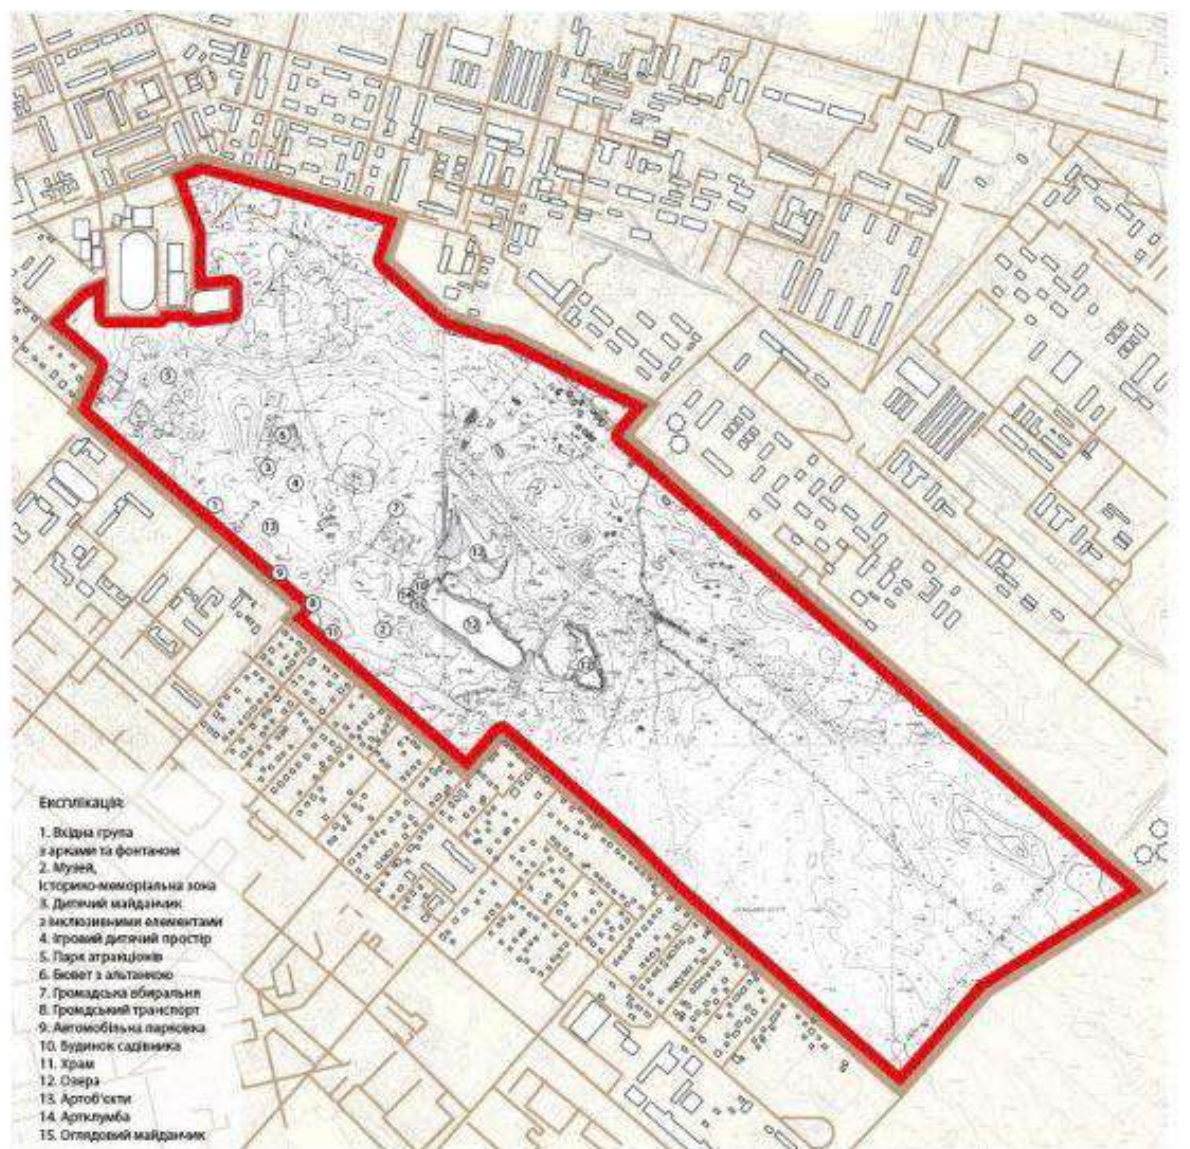 Експлікація:
1. Вхідна група
з арками та фонтаном
2. Музей,
історико-меморіальна зона
3. Дитячий майданчик
з інклюзивними елементами
4. Ігровий дитячий простір
5. Парк атракціонів
6. Бювет з альтанкою
7. Громадська вбиральня
8. Громдський транспорт
9. Автомобільна парковка
10. Будинок садівника
11. Храм
12. Озера
13. Артоб'єкти
14. Артклумба
15. Оглядовий майданчик